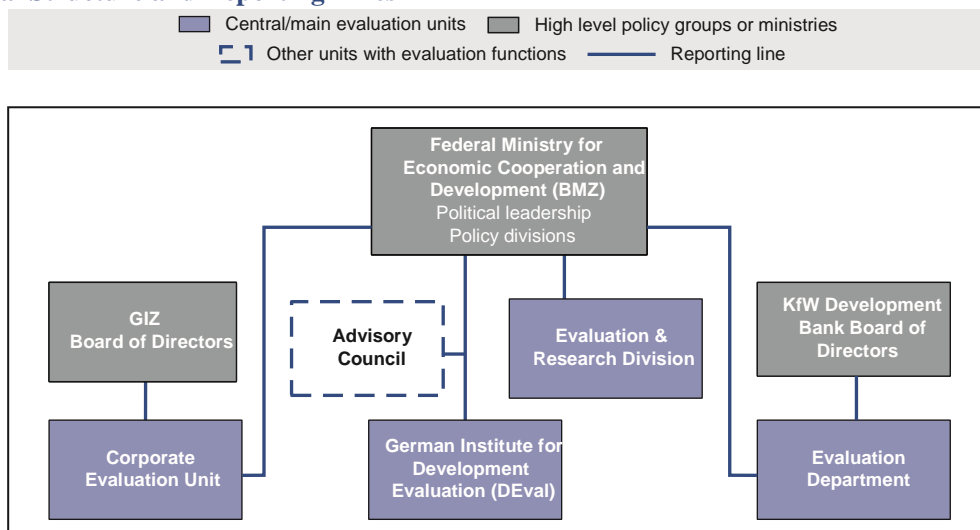 Central/main evaluation units
High level policy groups or ministries
Other units with evaluation functions
Reporting line
Federal Ministry for
Economic Cooperation and
Development (BMZ)
Political leadership
Policy divisions
GIZ
Board of Directors
Advisory
Council
Evaluation &
Research Division
KfW Development
Bank Board of
Directors
Corporate
Evaluation Unit
German Institute for
Development
Evaluation (DEval)
Evaluation
Department